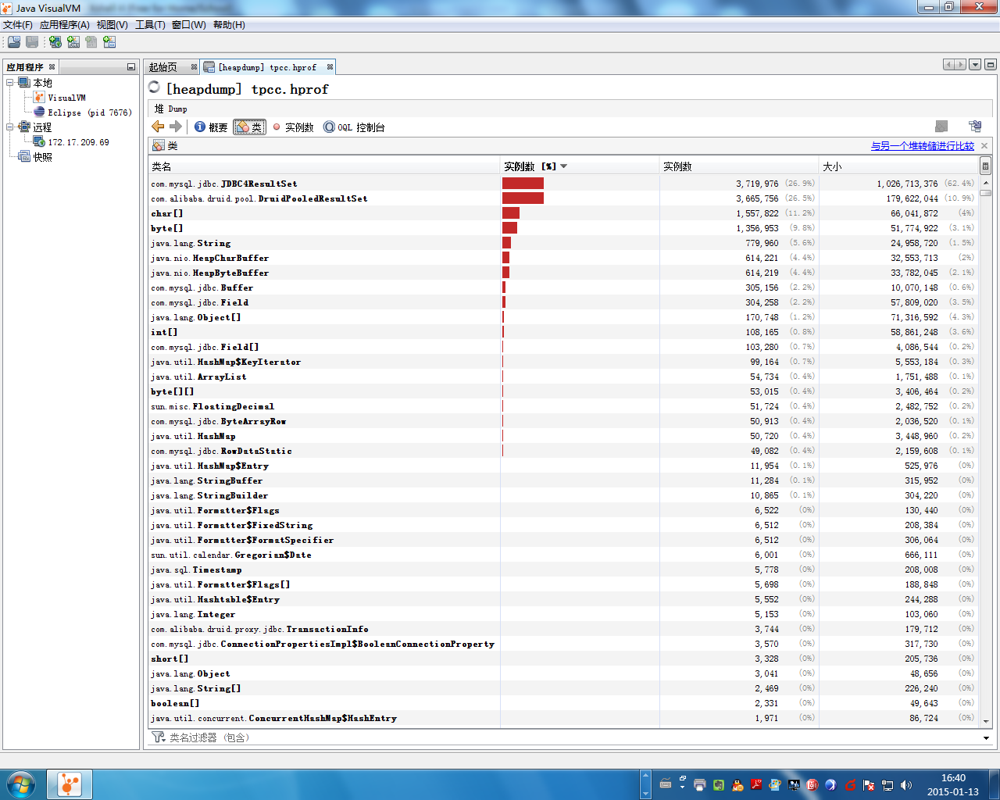 Java VisualVM
文件(F) 应用程序(A) 视图(V) 工具(T) 窗口(W) 帮助(H)
应用程序
本地
VisualVM
Eclipse (pid 7676)
远程
172.17.209.69
快照
起始页
[heapdump] tpcc.hprof
[heapdump] tpcc.hprof
堆 Dump
概要 类 实例数 OQL 控制台
类
与另一个堆转储进行比较
类名 实例数 [%] 实例数 大小
com.mysql.jdbc.JDBC4ResultSet 3,719,976 (26.9%) 1,026,713,376 (62.4%)
com.alibaba.druid.pool.DruidPooledResultSet 3,665,756 (26.5%) 179,622,044 (10.9%)
char[] 1,557,822 (11.2%) 66,041,872 (4%)
byte[] 1,356,953 (9.8%) 51,774,922 (3.1%)
java.lang.String 779,960 (5.6%) 24,958,720 (1.5%)
java.nio.HeapCharBuffer 614,221 (4.4%) 32,553,713 (2%)
java.nio.HeapByteBuffer 614,219 (4.4%) 33,782,045 (2.1%)
com.mysql.jdbc.Buffer 305,156 (2.2%) 10,070,148 (0.6%)
com.mysql.jdbc.Field 304,258 (2.2%) 57,809,020 (3.5%)
java.lang.Object[] 170,748 (1.2%) 71,316,592 (4.3%)
int[] 108,165 (0.8%) 58,861,248 (3.6%)
com.mysql.jdbc.Field[] 103,280 (0.7%) 4,086,544 (0.2%)
java.util.HashMap$KeyIterator 99,164 (0.7%) 5,553,184 (0.3%)
java.util.ArrayList 54,734 (0.4%) 1,751,488 (0.1%)
byte[][] 53,015 (0.4%) 3,406,464 (0.2%)
sun.misc.FloatingDecimal 51,724 (0.4%) 2,482,752 (0.2%)
com.mysql.jdbc.ByteArrayRow 50,913 (0.4%) 2,036,520 (0.1%)
java.util.HashMap 50,720 (0.4%) 3,448,960 (0.2%)
com.mysql.jdbc.RowDataStatic 49,082 (0.4%) 2,159,608 (0.1%)
java.util.HashMap$Entry 11,954 (0.1%) 525,976 (0%)
java.lang.StringBuffer 11,284 (0.1%) 315,952 (0%)
java.lang.StringBuilder 10,865 (0.1%) 304,220 (0%)
java.util.Formatter$Flags 6,522 (0%) 130,440 (0%)
java.util.Formatter$FixedString 6,512 (0%) 208,384 (0%)
java.util.Formatter$FormatSpecifier 6,512 (0%) 306,064 (0%)
sun.util.calendar.Gregorian$Date 6,001 (0%) 666,111 (0%)
java.sql.Timestamp 5,778 (0%) 208,008 (0%)
java.util.Formatter$Flags[] 5,698 (0%) 188,848 (0%)
java.util.Hashtable$Entry 5,552 (0%) 244,288 (0%)
java.lang.Integer 5,153 (0%) 103,060 (0%)
com.alibaba.druid.proxy.jdbc.TransactionInfo 3,744 (0%) 179,712 (0%)
com.mysql.jdbc.ConnectionPropertiesImpl$BooleanConnectionProperty 3,570 (0%) 317,730 (0%)
short[] 3,328 (0%) 205,736 (0%)
java.lang.Object 3,041 (0%) 48,656 (0%)
java.lang.String[] 2,469 (0%) 226,240 (0%)
boolean[] 2,331 (0%) 49,643 (0%)
java.util.concurrent.ConcurrentHashMap$HashEntry 1,971 (0%) 86,724 (0%)
类名过滤器 (包含)
16:40
2015-01-13